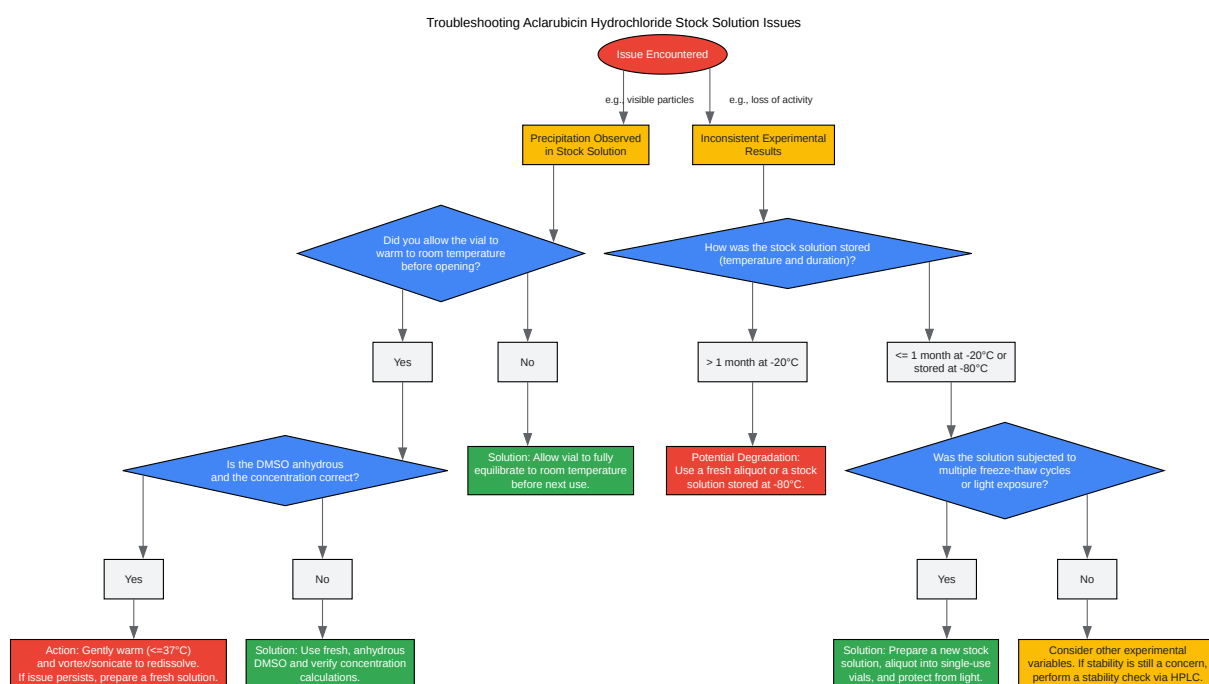 Troubleshooting Aclarubicin Hydrochloride Stock Solution Issues
Issue Encountered
e.g., visible particles
e.g., loss of activity
Precipitation Observed
in Stock Solution
Inconsistent Experimental
Results
Did you allow the vial to
warm to room temperature
before opening?
How was the stock solution stored
(temperature and duration)?
Yes
No
> 1 month at -20°C
<= 1 month at -20°C or
stored at -80°C
Is the DMSO anhydrous
and the concentration correct?
Solution: Allow vial to fully
equilibrate to room temperature
before next use.
Potential Degradation:
Use a fresh aliquot or a stock
solution stored at -80°C.
Was the solution subjected to
multiple freeze-thaw cycles
or light exposure?
Yes
No
Yes
No
Action: Gently warm (<=37°C)
and vortex/sonicate to redissolve.
If issue persists, prepare a fresh solution.
Solution: Use fresh, anhydrous
DMSO and verify concentration
calculations.
Solution: Prepare a new stock
solution, aliquot into single-use
vials, and protect from light.
Consider other experimental
variables. If stability is still a concern,
perform a stability check via HPLC.